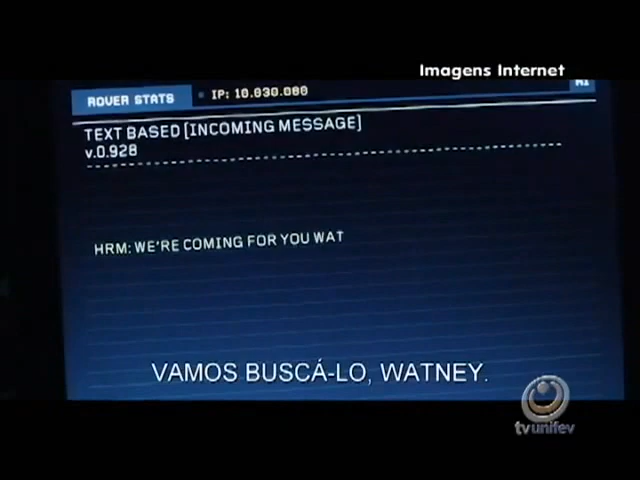 Imagens Internet
ROVER STATS
IP: 10.030.080
TEXT BASED [INCOMING MESSAGE]
v.0.928
HRM: WE'RE COMING FOR YOU WAT
VAMOS BUSCÁ-LO, WATNEY.
tvunifev